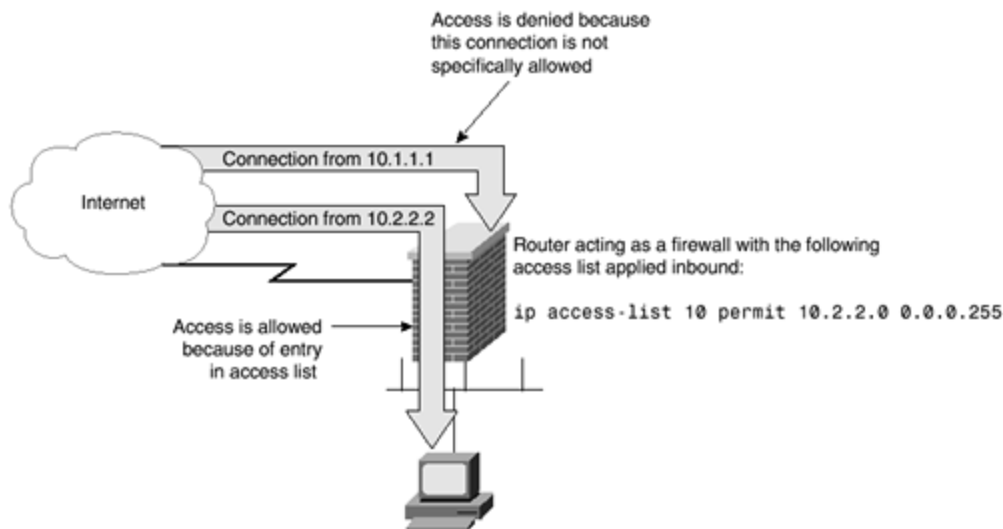 Access is denied because
this connection is not
specifically allowed
Connection from 10.1.1.1
Internet
Connection from 10.2.2.2
Router acting as a firewall with the following
access list applied inbound:
ip access-list 10 permit 10.2.2.0 0.0.0.255
Access is allowed
because of entry
in access list